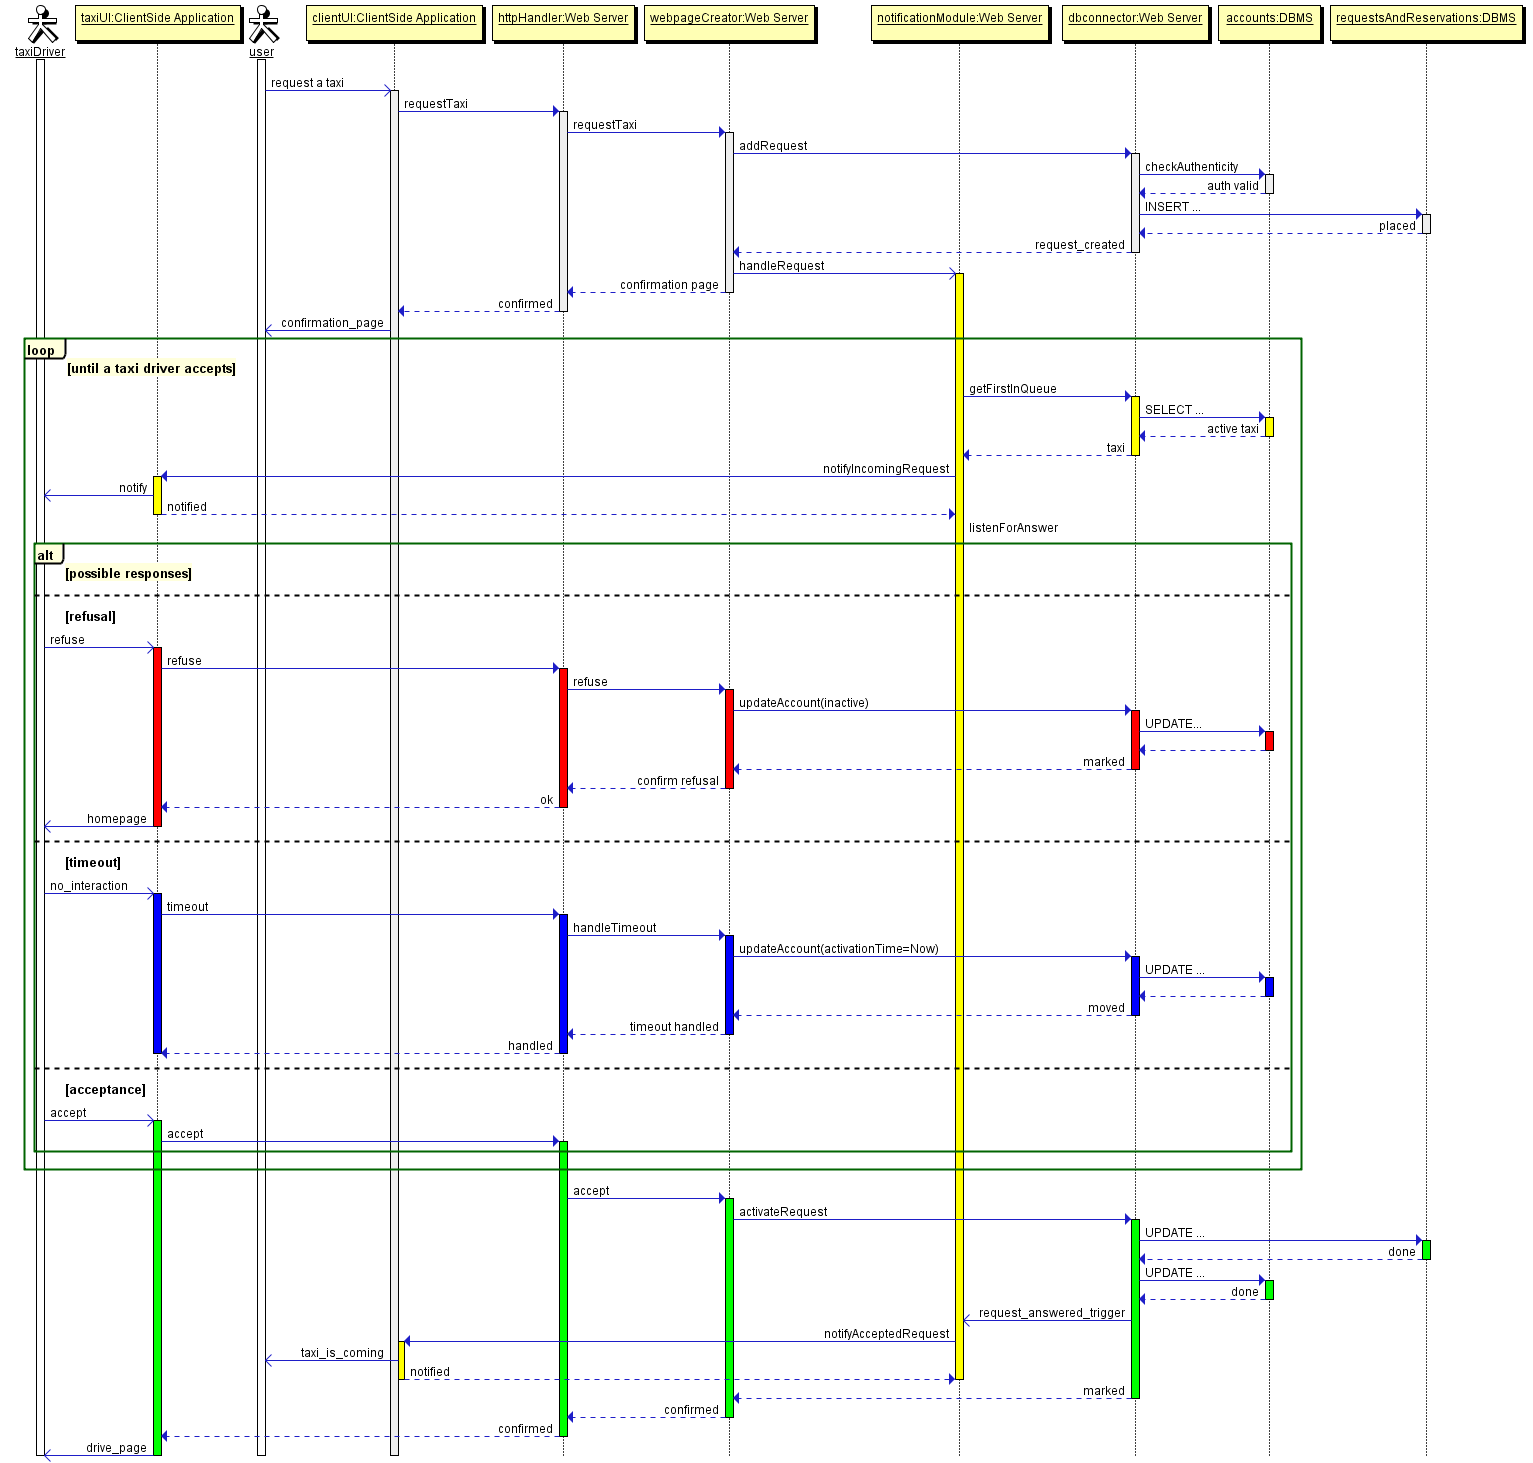 taxiDriver
taxiUI:ClientSide Application
user
clientUI:ClientSide Application
httpHandler:Web Server
webpageCreator:Web Server
notificationModule:Web Server
dbconnector:Web Server
accounts:DBMS
requestsAndReservations:DBMS
request a taxi
requestTaxi
requestTaxi
addRequest
checkAuthenticity
auth valid
INSERT ...
placed
request_created
handleRequest
confirmation page
confirmed
confirmation_page
loop
[until a taxi driver accepts]
getFirstInQueue
SELECT ...
active taxi
taxi
notifyIncomingRequest
notify
notified
listenForAnswer
alt
[possible responses]
[refusal]
refuse
refuse
refuse
updateAccount(inactive)
UPDATE...
marked
confirm refusal
ok
homepage
[timeout]
no_interaction
timeout
handleTimeout
updateAccount(activationTime=Now)
UPDATE ...
moved
timeout handled
handled
[acceptance]
accept
accept
accept
activateRequest
UPDATE ...
done
UPDATE ...
done
request_answered_trigger
notifyAcceptedRequest
taxi_is_coming
notified
marked
confirmed
confirmed
drive_page